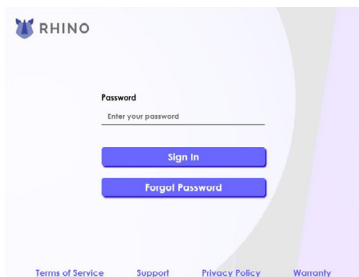 RHINO
Password
Enter your password
Sign In
Forgot Password
Terms of Service Support Privacy Policy Warranty